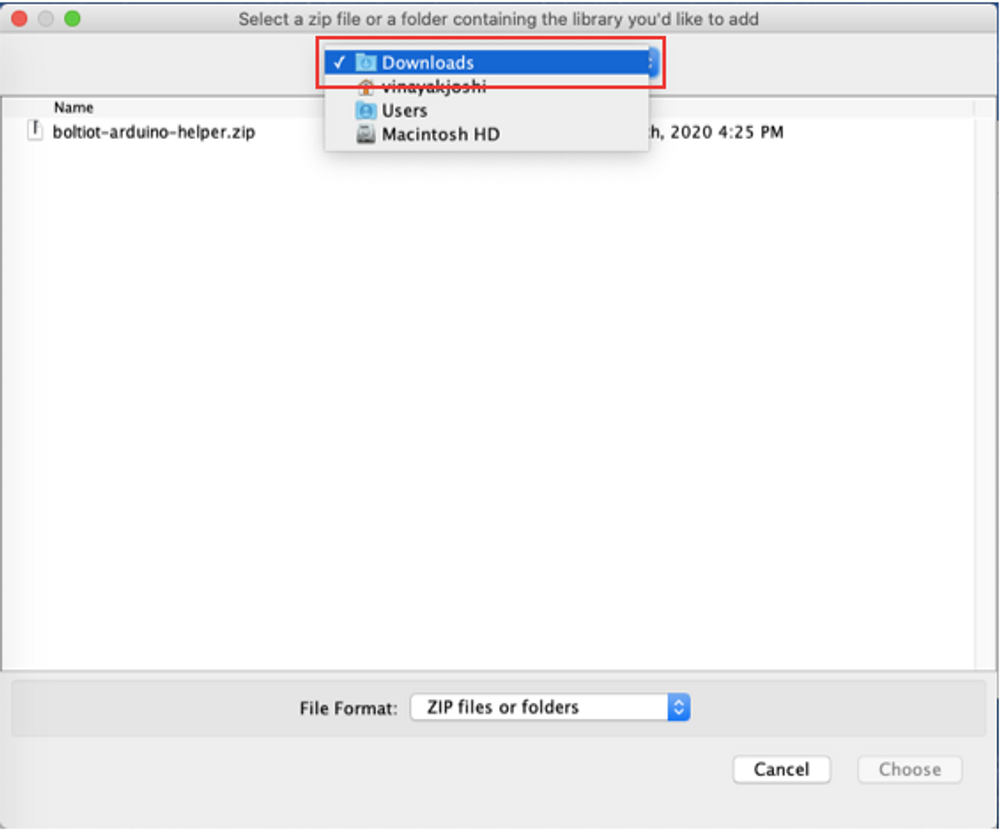 Select a zip file or a folder containing the library you'd like to add
Downloads
vinayakjoshi
Users
Macintosh HD
Name
boltiot-arduino-helper.zip
h, 2020 4:25 PM
File Format: ZIP files or folders
Cancel Choose